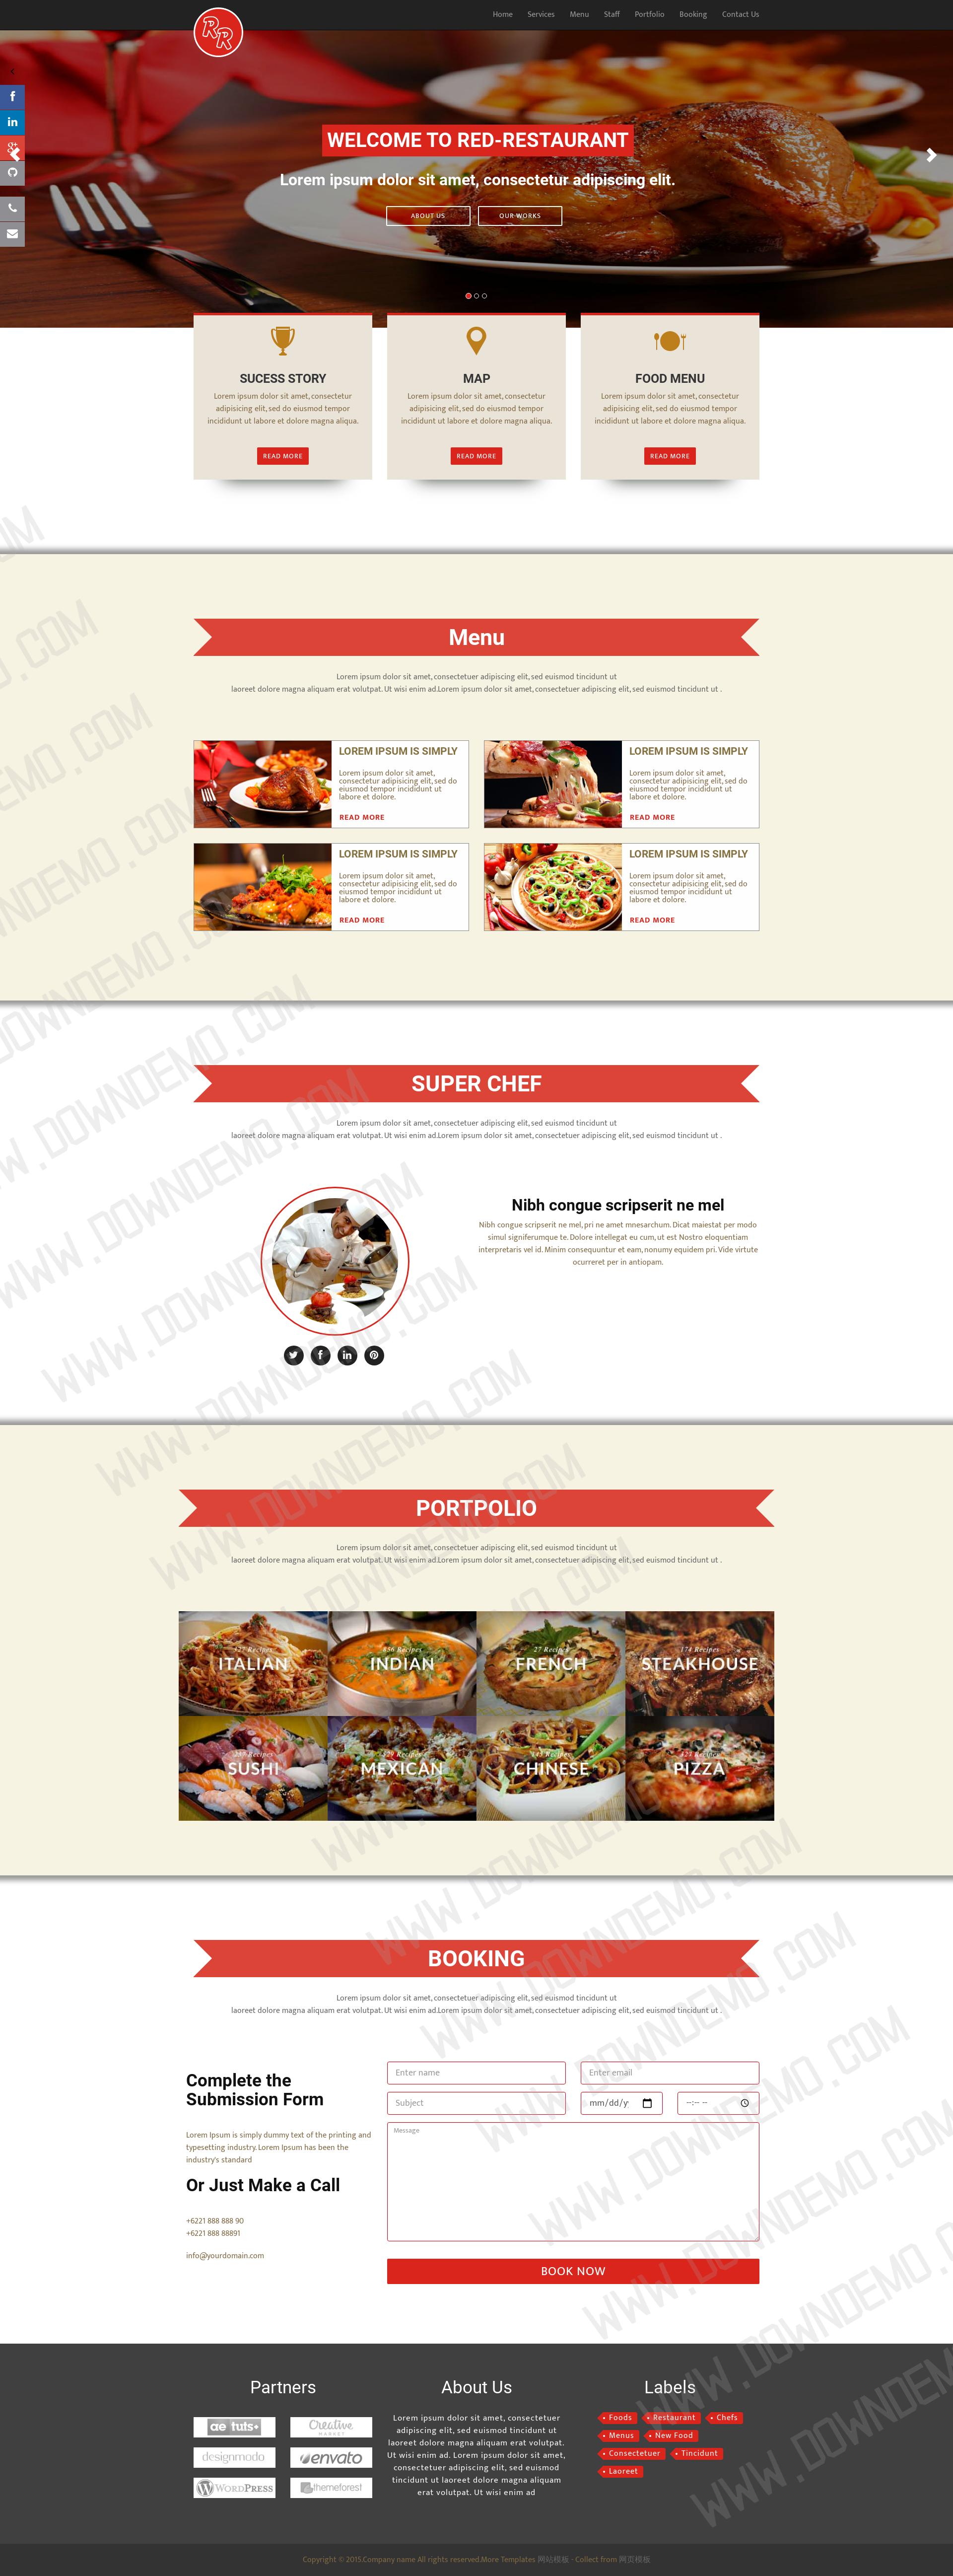 RR
Home Services Menu Staff Portfolio Booking Contact Us
WELCOME TO RED-RESTAURANT
Lorem ipsum dolor sit amet, consectetur adipiscing elit.
ABOUT US OUR WORKS
SUCESS STORY
Lorem ipsum dolor sit amet, consectetur
adipisicing elit, sed do eiusmod tempor
incididunt ut labore et dolore magna aliqua.
READ MORE
MAP
Lorem ipsum dolor sit amet, consectetur
adipisicing elit, sed do eiusmod tempor
incididunt ut labore et dolore magna aliqua.
READ MORE
FOOD MENU
Lorem ipsum dolor sit amet, consectetur
adipisicing elit, sed do eiusmod tempor
incididunt ut labore et dolore magna aliqua.
READ MORE
Menu
Lorem ipsum dolor sit amet, consectetuer adipiscing elit, sed euismod tincidunt ut
laoreet dolore magna aliquam erat volutpat. Ut wisi enim ad.Lorem ipsum dolor sit amet, consectetuer adipiscing elit, sed euismod tincidunt ut .
LOREM IPSUM IS SIMPLY
Lorem ipsum dolor sit amet,
consectetur adipisicing elit, sed do
eiusmod tempor incididunt ut
labore et dolore.
READ MORE
LOREM IPSUM IS SIMPLY
Lorem ipsum dolor sit amet,
consectetur adipisicing elit, sed do
eiusmod tempor incididunt ut
labore et dolore.
READ MORE
LOREM IPSUM IS SIMPLY
Lorem ipsum dolor sit amet,
consectetur adipisicing elit, sed do
eiusmod tempor incididunt ut
labore et dolore.
READ MORE
LOREM IPSUM IS SIMPLY
Lorem ipsum dolor sit amet,
consectetur adipisicing elit, sed do
eiusmod tempor incididunt ut
labore et dolore.
READ MORE
SUPER CHEF
Lorem ipsum dolor sit amet, consectetuer adipiscing elit, sed euismod tincidunt ut
laoreet dolore magna aliquam erat volutpat. Ut wisi enim ad.Lorem ipsum dolor sit amet, consectetuer adipiscing elit, sed euismod tincidunt ut .
Nibh congue scripserit ne mel
Nibh congue scripserit ne mel, pri ne amet mnesarchum. Dicat maiestat per modo
simul signiferumque te. Dolore intellegat eu cum, ut est Nostro eloquentiam
interpretaris vel id. Minim consequuntur et eam, nonumy equidem pri. Vide virtute
ocurreret per in antiopam.
PORTPOLIO
Lorem ipsum dolor sit amet, consectetuer adipiscing elit, sed euismod tincidunt ut
laoreet dolore magna aliquam erat volutpat. Ut wisi enim ad.Lorem ipsum dolor sit amet, consectetuer adipiscing elit, sed euismod tincidunt ut .
Recipes
ITALIAN
856 Recipes
INDIAN
27 Recipes
FRENCH
174 Recipes
STEAKHOUSE
Recipes
SUSHI
Recipes
MEXICAN
Recipes
CHINESE
Recipes
PIZZA
BOOKING
Lorem ipsum dolor sit amet, consectetuer adipiscing elit, sed euismod tincidunt ut
laoreet dolore magna aliquam erat volutpat. Ut wisi enim ad.Lorem ipsum dolor sit amet, consectetuer adipiscing elit, sed euismod tincidunt ut .
Complete the
Submission Form
Lorem Ipsum is simply dummy text of the printing and
typesetting industry. Lorem Ipsum has been the
industry's standard
Or Just Make a Call
+6221 888 888 90
+6221 888 88891
info@yourdomain.com
Enter name
Enter email
Subject
mm/dd/y
--:-- --
Message
BOOK NOW
Partners
ae tuts+
Creative MARKET
designmodo
envato
WORDPRESS
themeforest
About Us
Lorem ipsum dolor sit amet, consectetuer
adipiscing elit, sed euismod tincidunt ut
laoreet dolore magna aliquam erat volutpat.
Ut wisi enim ad. Lorem ipsum dolor sit amet,
consectetuer adipiscing elit, sed euismod
tincidunt ut laoreet dolore magna aliquam
erat volutpat. Ut wisi enim ad
Labels
Foods Restaurant Chefs
Menus New Food
Consectetuer Tincidunt
Laoreet
Copyright © 2015.Company name All rights reserved.More Templates 网站模板 - Collect from 网页模板
WWW.DOWNDEMO.COM